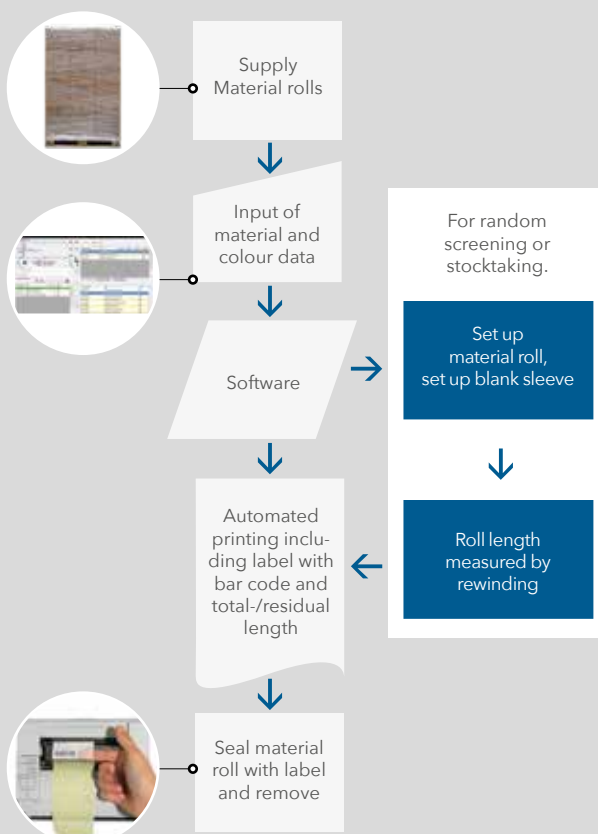 Supply
Material rolls
Input of
material and
colour data
For random
screening or
stocktaking.
Software
Set up
material roll,
set up blank sleeve
Automated
printing inclu-
ding label with
bar code and
total-/residual
length
Roll length
measured by
rewinding
Seal material
roll with label
and remove